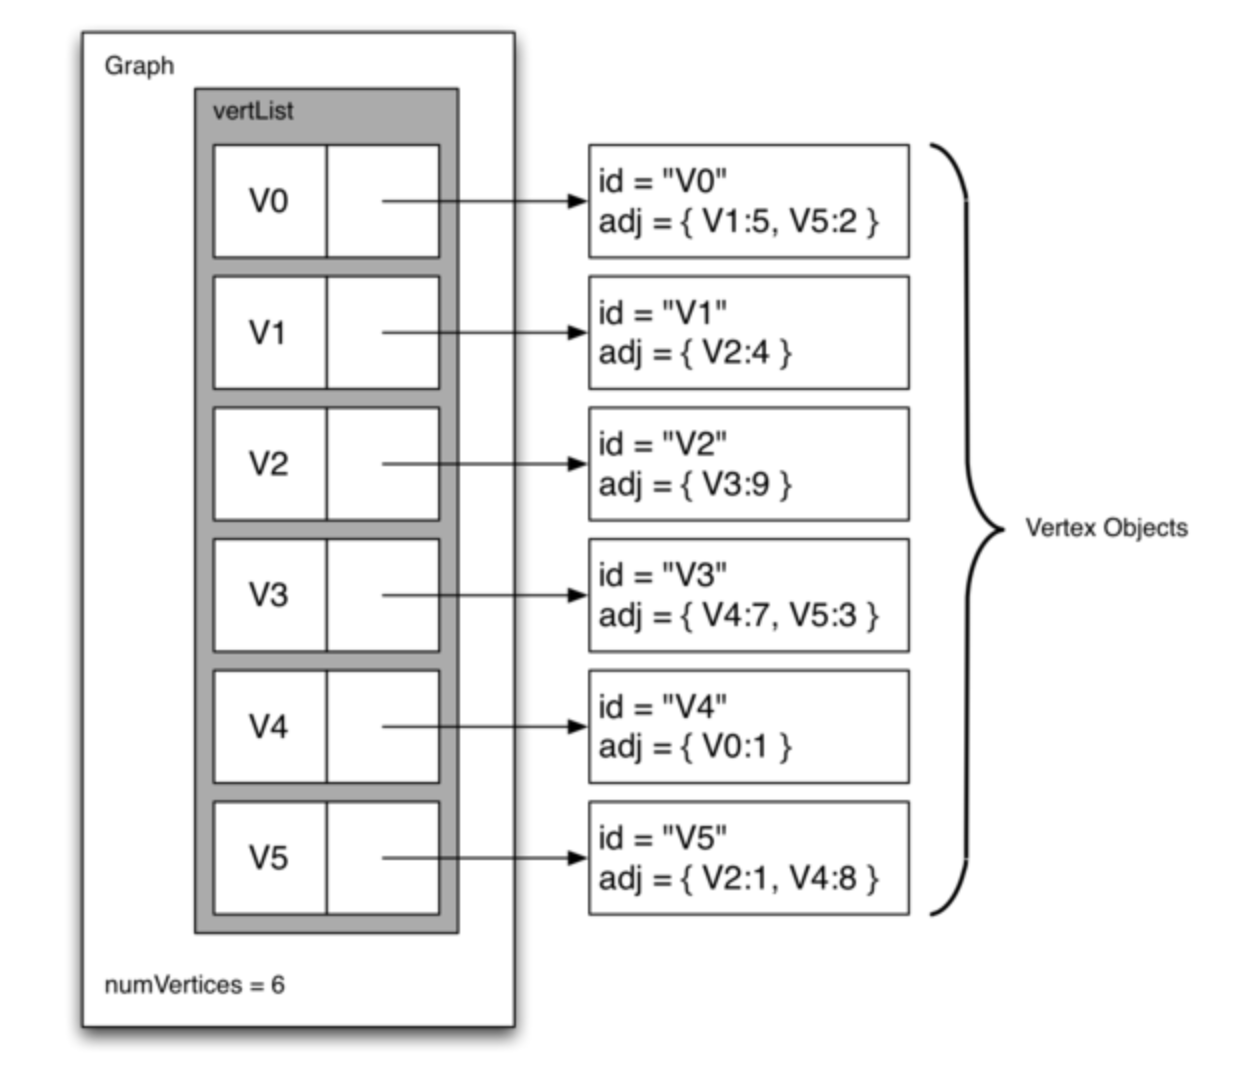 Graph
vertList
V0
id = "V0"
adj = { V1:5, V5:2 }
V1
id = "V1"
adj = { V2:4 }
V2
id = "V2"
adj = { V3:9 }
V3
id = "V3"
adj = { V4:7, V5:3 }
V4
id = "V4"
adj = { V0:1 }
V5
id = "V5"
adj = { V2:1, V4:8 }
Vertex Objects
numVertices = 6